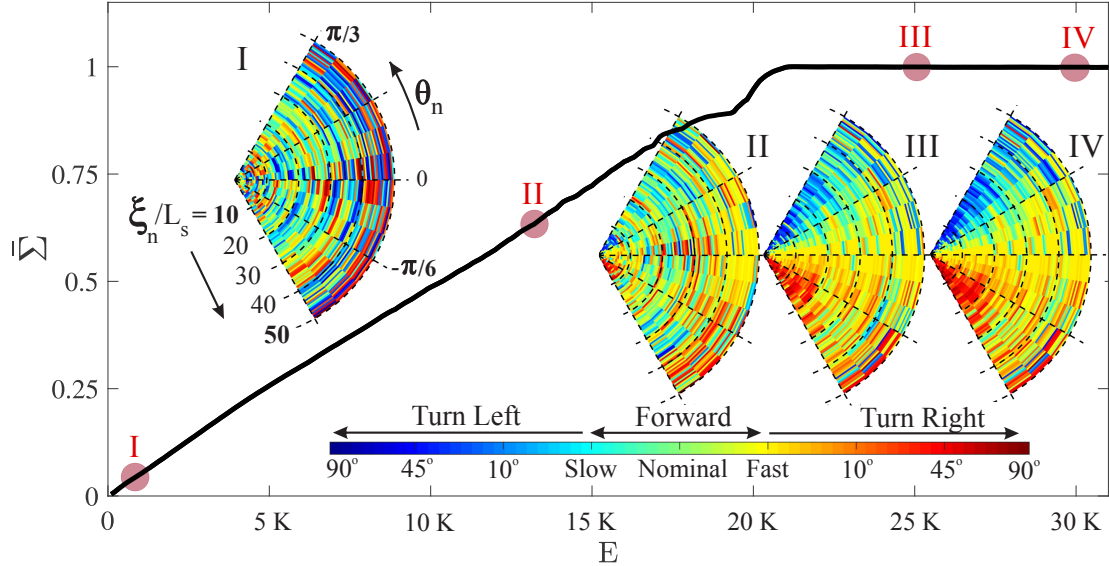 1
0.75
0.5
0.25
0
Σ̄
0
5 K
10 K
15 K
20 K
25 K
30 K
E
I
II
III
IV
I
π/3
θn
0
-π/6
ξn/Ls = 10
20
30
40
50
II
III
IV
Turn Left
Forward
Turn Right
90° 45° 10° Slow Nominal Fast 10° 45° 90°